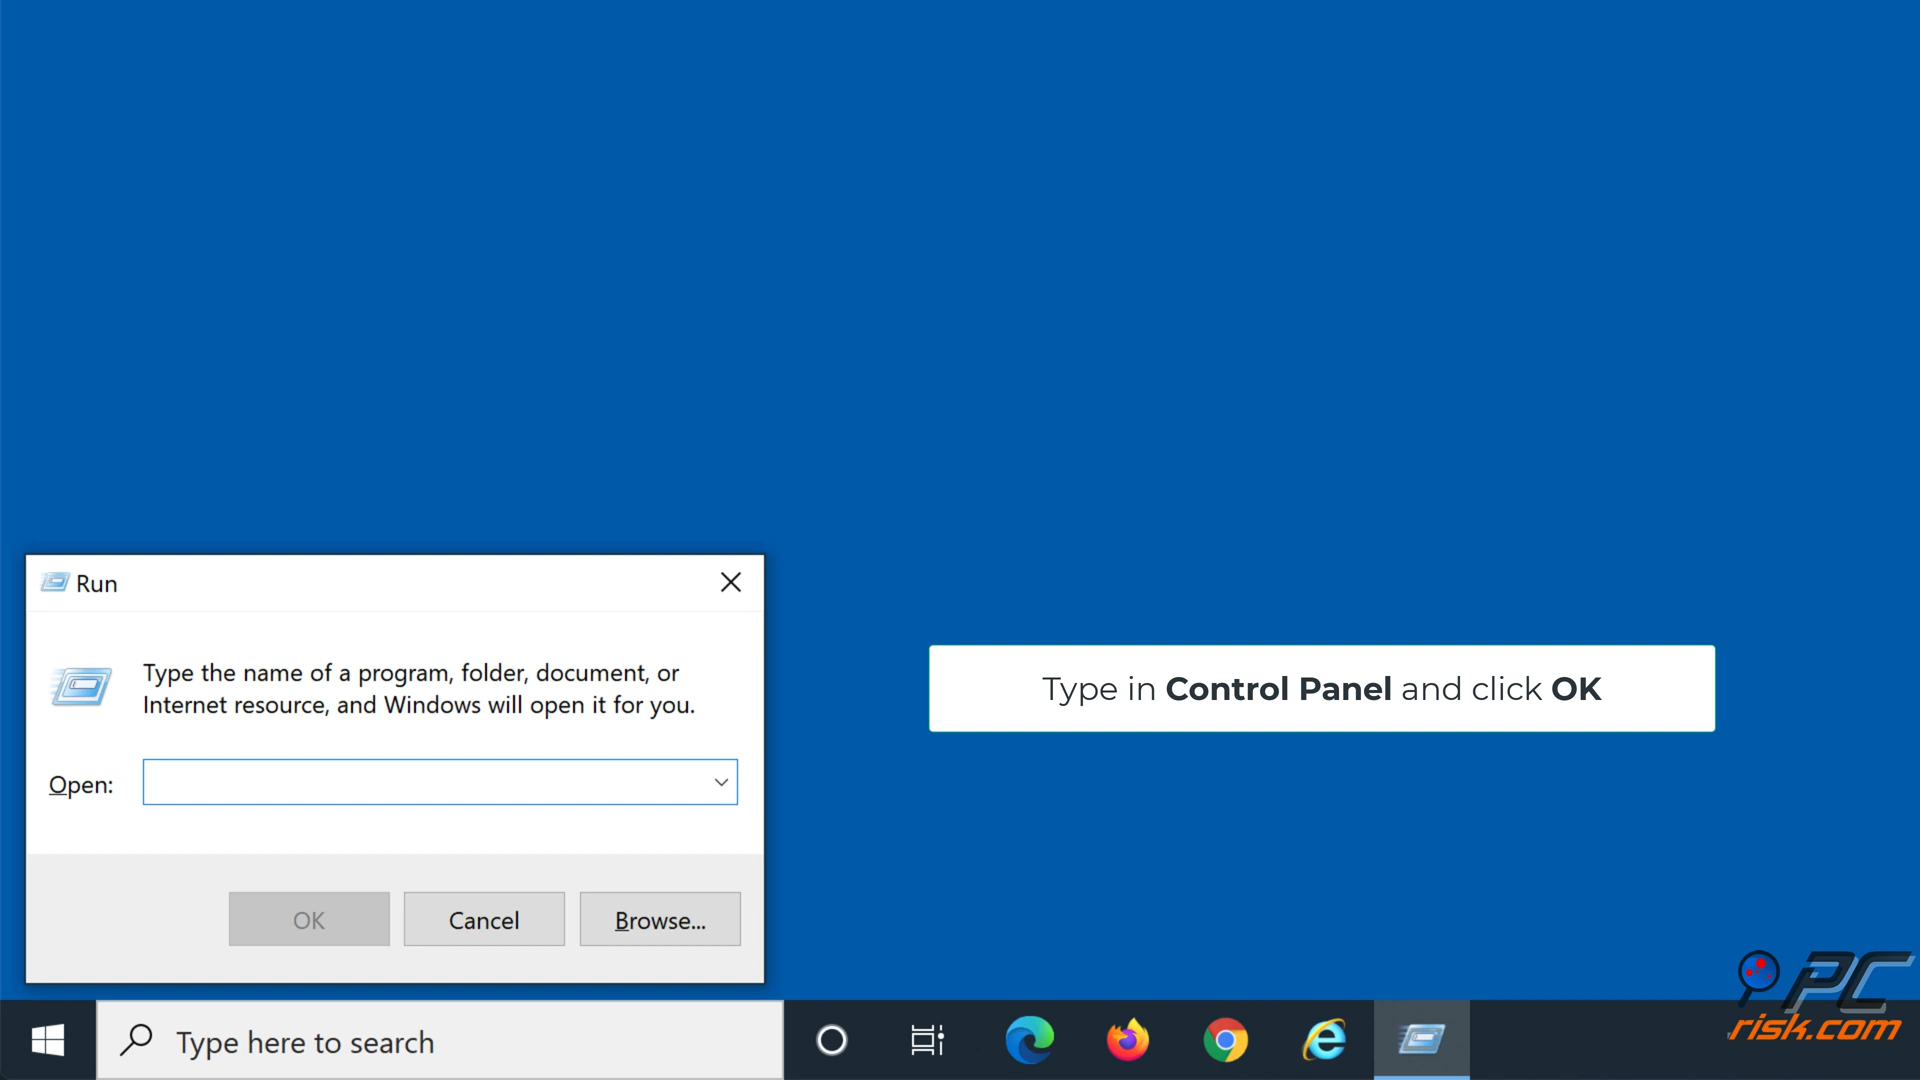 Run
Type the name of a program, folder, document, or
Internet resource, and Windows will open it for you.
Open:
OK
Cancel
Browse...
Type in Control Panel and click OK
Type here to search
PC
risk.com